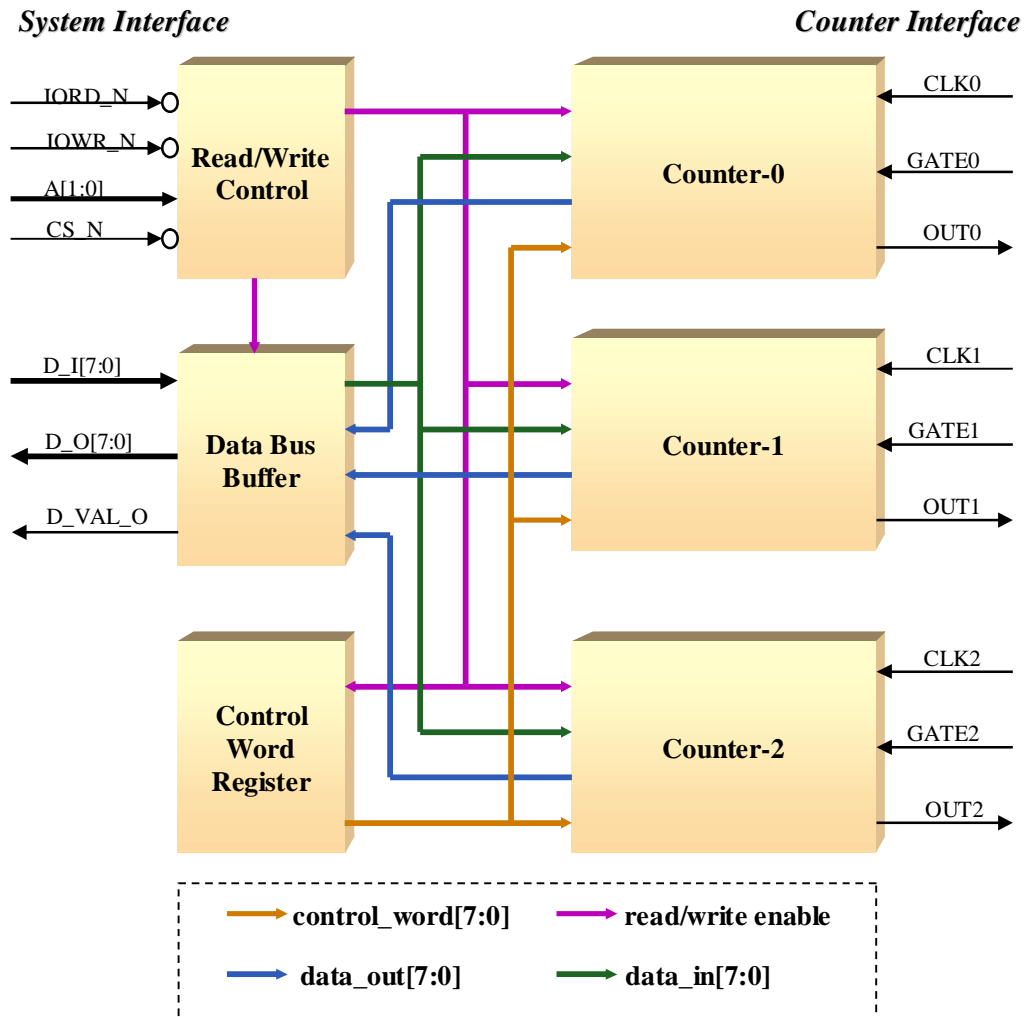 System Interface
Counter Interface
IORD_N
IOWR_N
A[1:0]
CS_N
Read/Write
Control
Counter-0
CLK0
GATE0
OUT0
D_I[7:0]
D_O[7:0]
D_VAL_O
Data Bus
Buffer
Counter-1
CLK1
GATE1
OUT1
Control
Word
Register
Counter-2
CLK2
GATE2
OUT2
control_word[7:0]
read/write enable
data_out[7:0]
data_in[7:0]